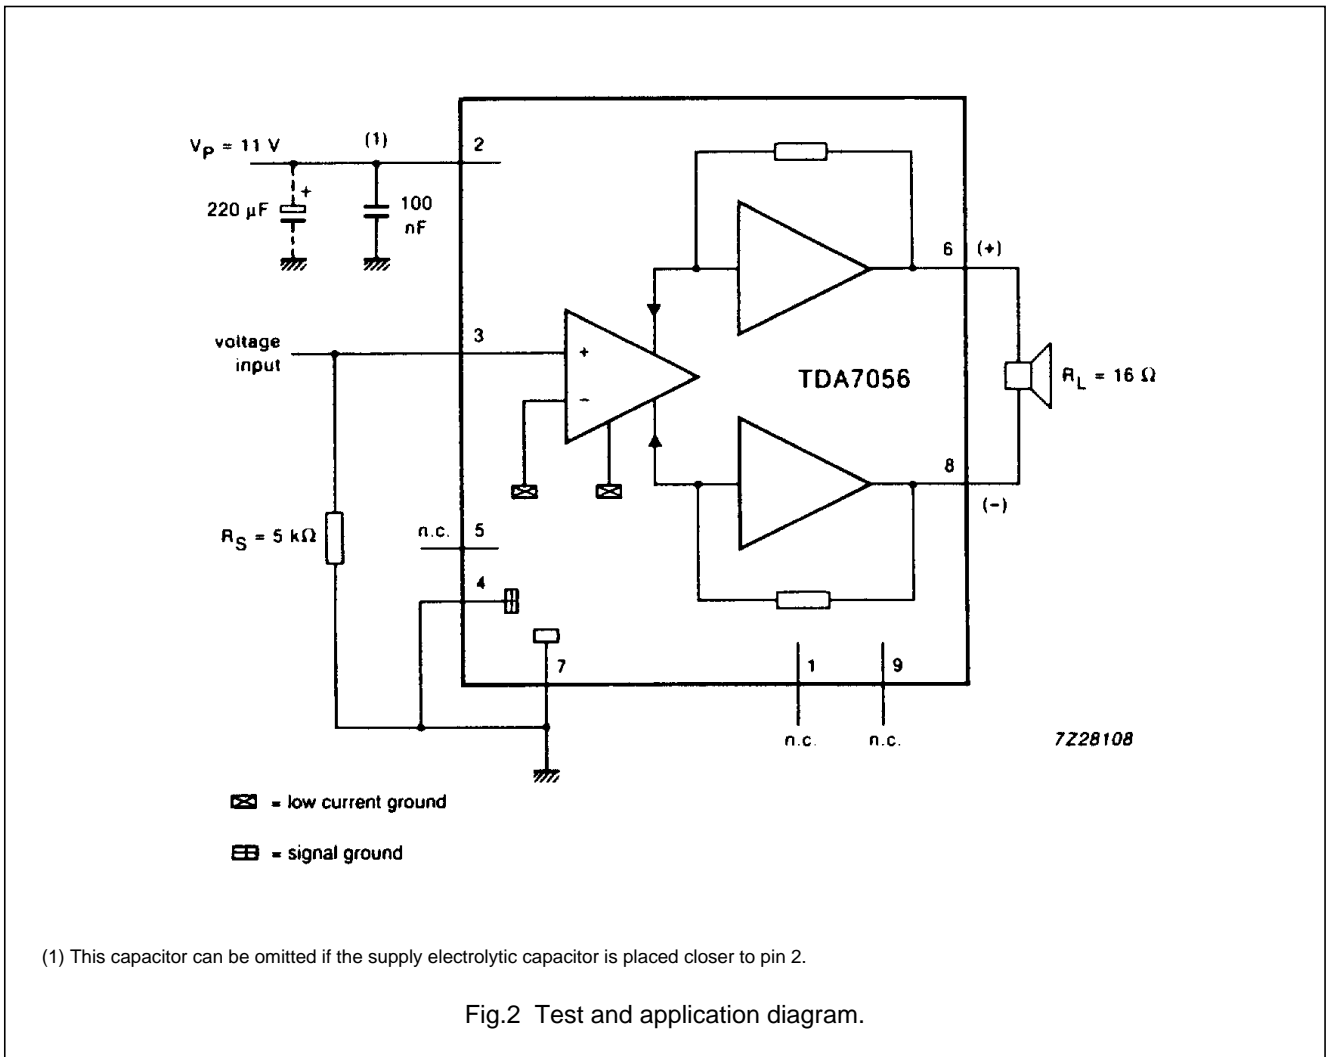 V_P = 11 V
(1)
2
220 µF
+
100
nF
6
(+)
voltage
input
3
+
−
TDA7056
R_L = 16 Ω
8
(−)
R_S = 5 kΩ
n.c.
5
4
7
1
9
n.c.
n.c.
7Z28108
= low current ground
= signal ground
(1) This capacitor can be omitted if the supply electrolytic capacitor is placed closer to pin 2.
Fig.2 Test and application diagram.